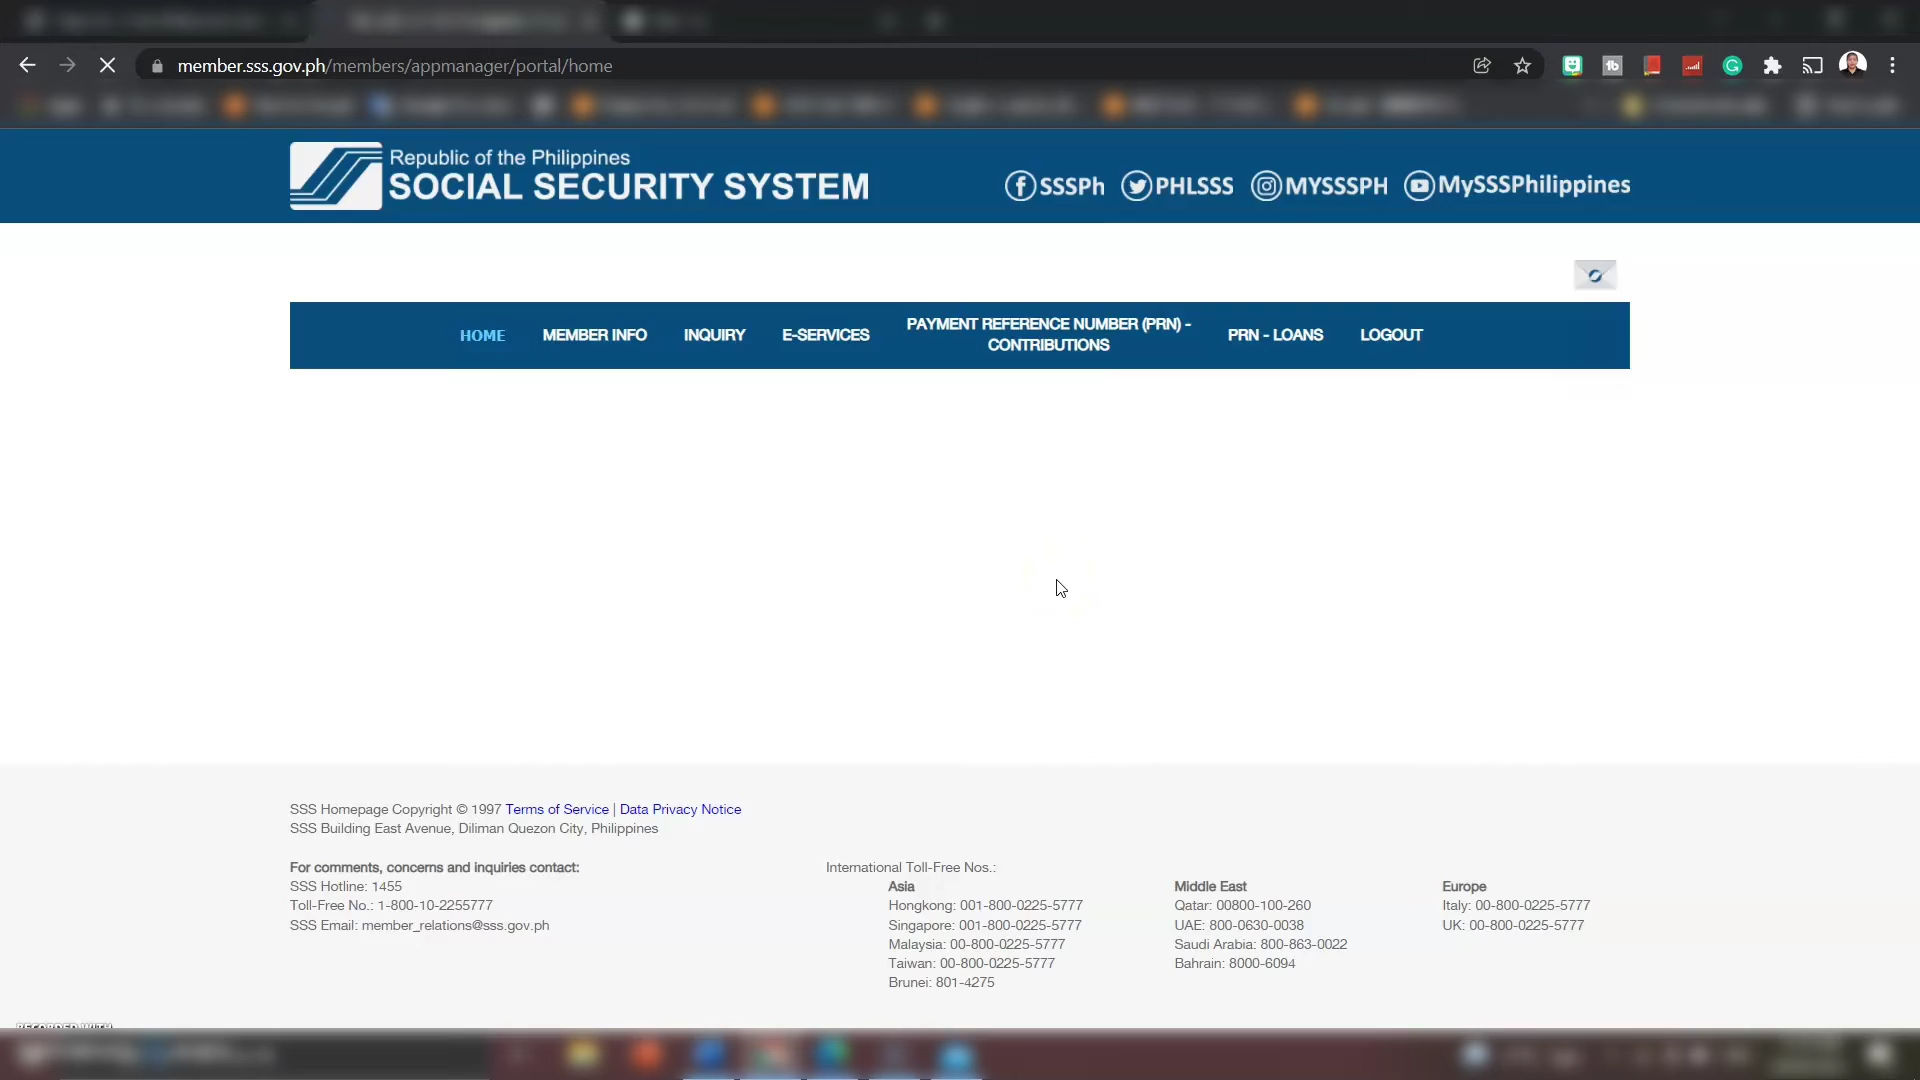 member.sss.gov.ph/members/appmanager/portal/home
Republic of the Philippines
SOCIAL SECURITY SYSTEM
SSSPh
PHLSSS
MYSSSPH
MySSSPhilippines
HOME
MEMBER INFO
INQUIRY
E-SERVICES
PAYMENT REFERENCE NUMBER (PRN) -
CONTRIBUTIONS
PRN - LOANS
LOGOUT
SSS Homepage Copyright © 1997 Terms of Service | Data Privacy Notice
SSS Building East Avenue, Diliman Quezon City, Philippines
For comments, concerns and inquiries contact:
SSS Hotline: 1455
Toll-Free No.: 1-800-10-2255777
SSS Email: member_relations@sss.gov.ph
International Toll-Free Nos.:
Asia
Hongkong: 001-800-0225-5777
Singapore: 001-800-0225-5777
Malaysia: 00-800-0225-5777
Taiwan: 00-800-0225-5777
Brunei: 801-4275
Middle East
Qatar: 00800-100-260
UAE: 800-0630-0038
Saudi Arabia: 800-863-0022
Bahrain: 8000-6094
Europe
Italy: 00-800-0225-5777
UK: 00-800-0225-5777
RECORDED WITH